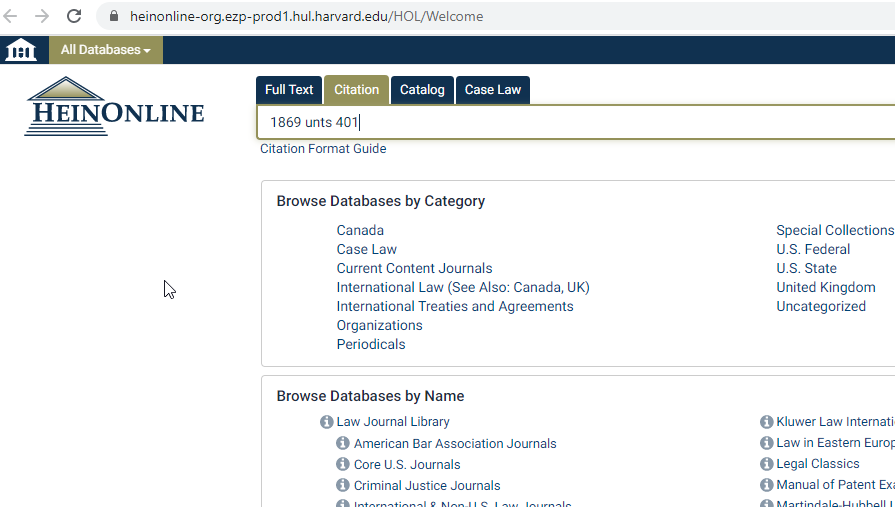 heinonline-org.ezp-prod1.hul.harvard.edu/HOL/Welcome
All Databases
HEINONLINE
Full Text Citation Catalog Case Law
1869 unts 401
Citation Format Guide
Browse Databases by Category
Canada
Case Law
Current Content Journals
International Law (See Also: Canada, UK)
International Treaties and Agreements
Organizations
Periodicals
Special Collections
U.S. Federal
U.S. State
United Kingdom
Uncategorized
Browse Databases by Name
Law Journal Library
American Bar Association Journals
Core U.S. Journals
Criminal Justice Journals
International & Non-U.S. Law Journals
Kluwer Law Internati
Law in Eastern Europ
Legal Classics
Manual of Patent Exa
Martindale-Hubbell L